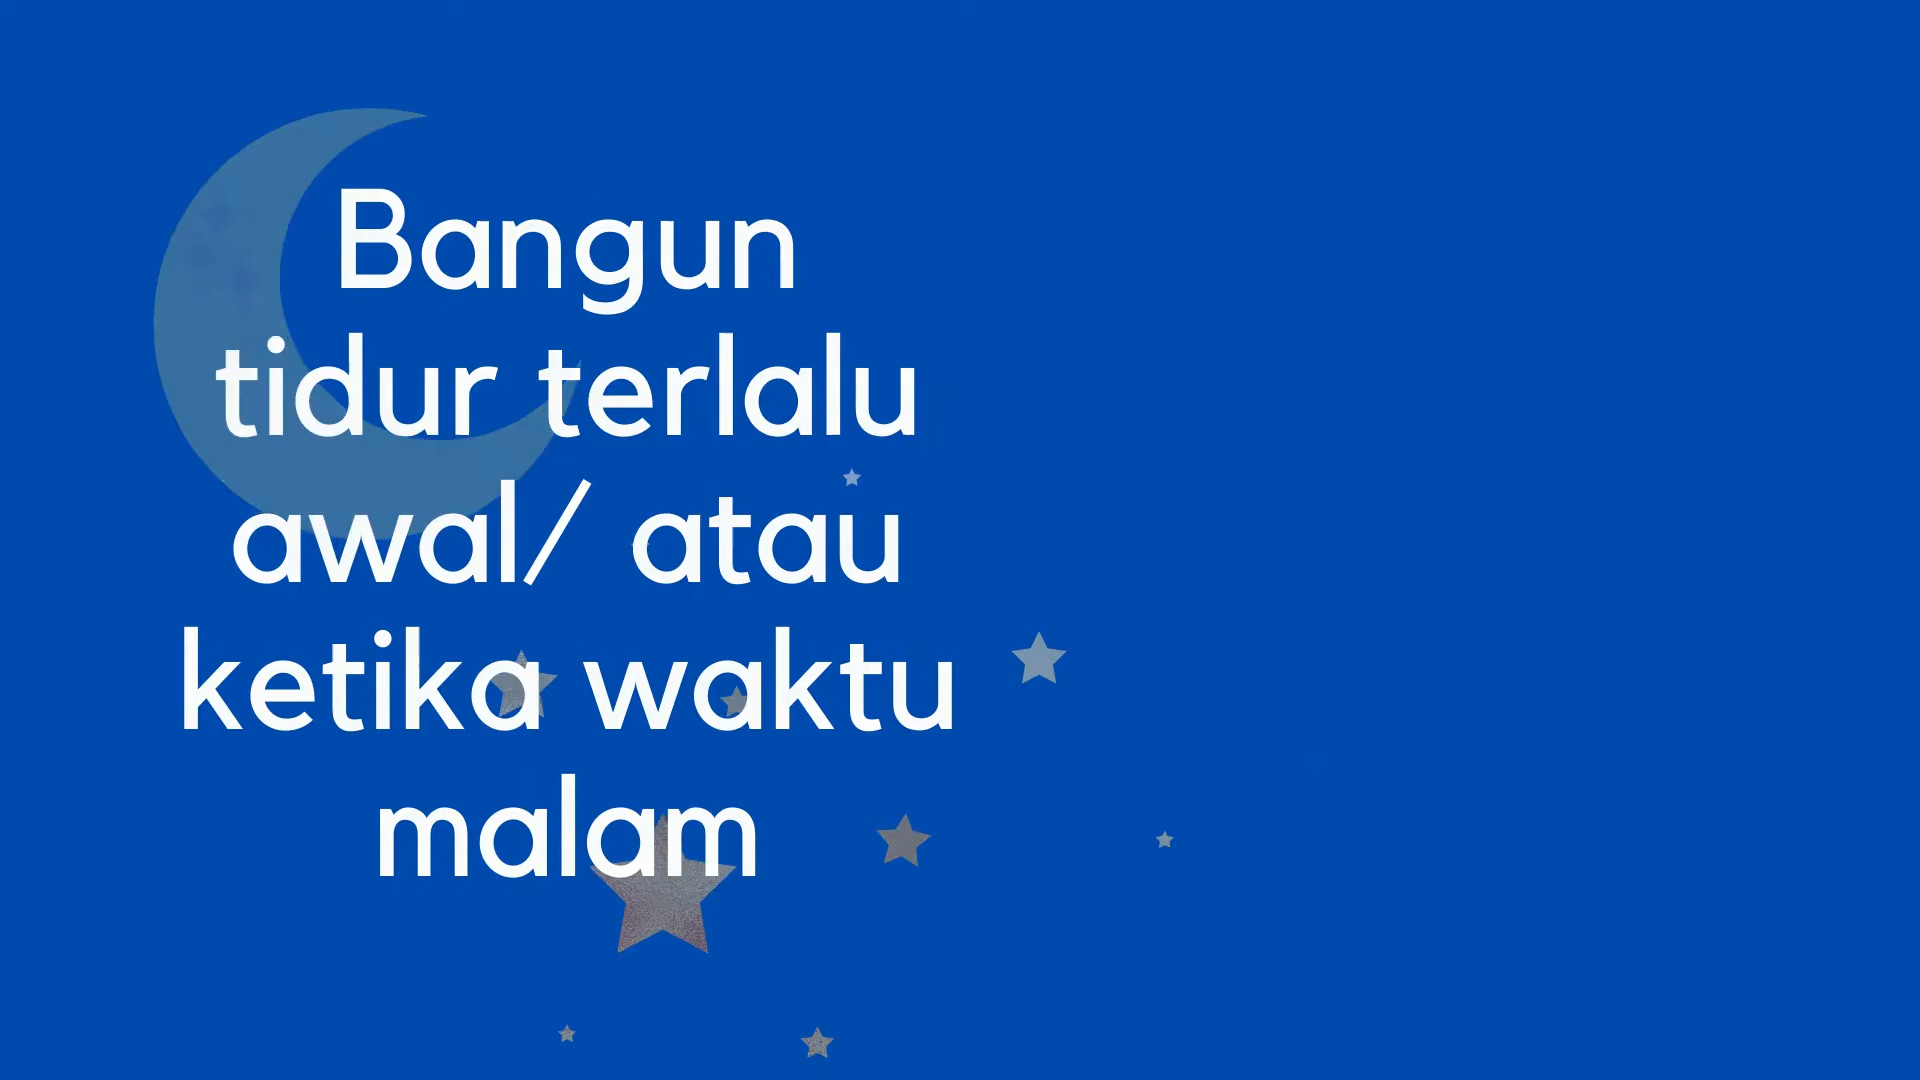 Bangun
tidur terlalu
awal/ atau
ketika waktu
malam